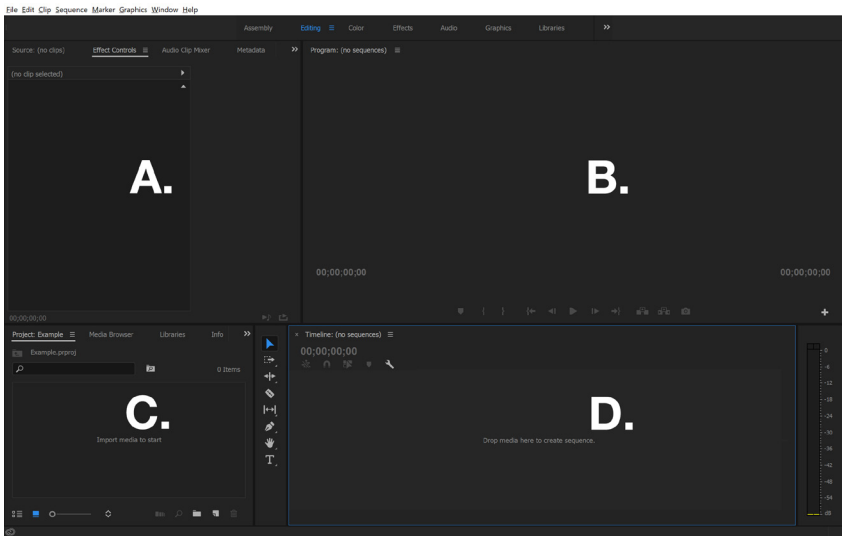 File Edit Clip Sequence Marker Graphics Window Help
Assembly Editing Color Effects Audio Graphics Libraries
Source: (no clips) Effect Controls Audio Clip Mixer Metadata
Program: (no sequences)
(no clip selected)
A.
B.
00;00;00;00 00;00;00;00
00;00;00;00
Project: Example Media Browser Libraries Info
Timeline: (no sequences)
Example.prproj
00;00;00;00
0 Items
C.
Import media to start
D.
Drop media here to create sequence.
T
0
-6
-12
-18
-24
-30
-36
-42
-48
-54
dB